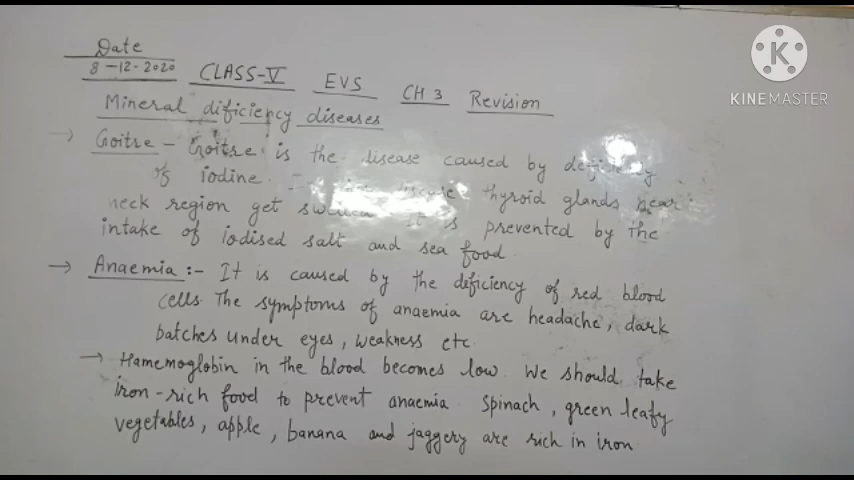 Date
8-12-2020 CLASS-V EVS CH 3 Revision
KINEMASTER
Mineral dificiency diseases
→ Goitre - Goitre is the disease caused by deficiency
of iodine. thyroid glands near
neck region get It is prevented by the
intake of iodised salt and sea food.
→ Anaemia :- It is caused by the deficiency of red blood
cells. The symptoms of anaemia are headache, dark
patches under eyes, weakness etc.
→ Hamemoglobin in the blood becomes low. We should take
iron-rich food to prevent anaemia. Spinach, green leafy
vegetables, apple, banana and jaggery are rich in iron